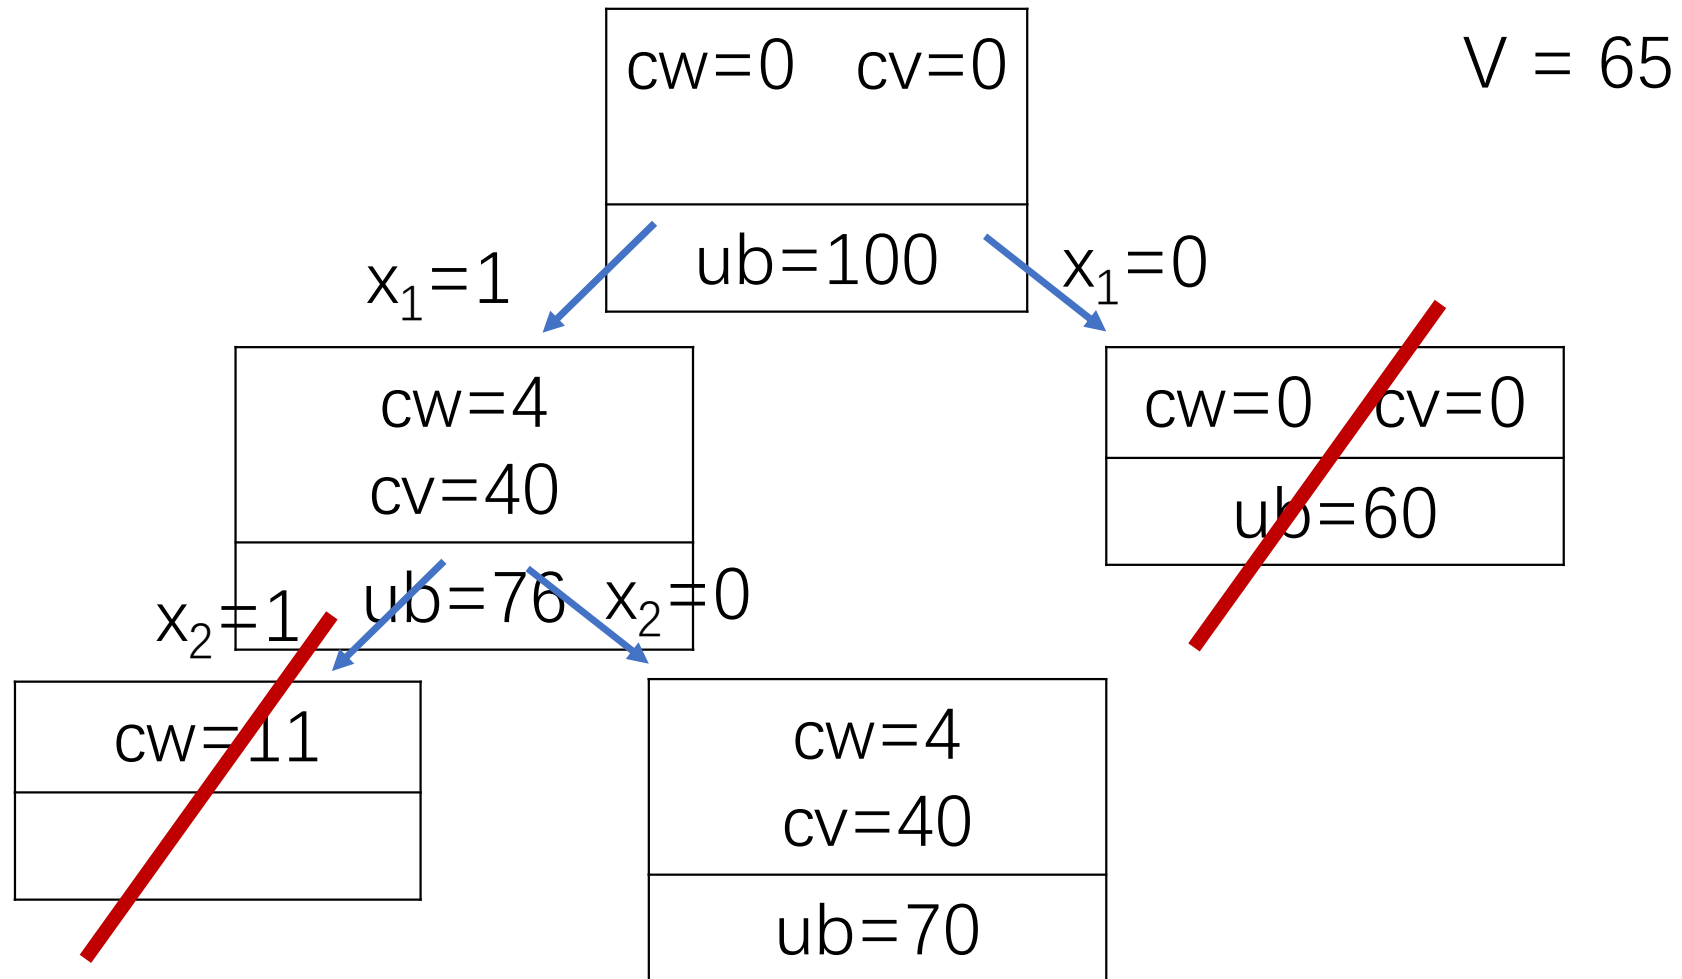 cw=0 cv=0
V = 65
ub=100
x₁=1
x₁=0
cw=4
cv=40
ub=76
cw=0 cv=0
ub=60
x₂=1
x₂=0
cw=11
cw=4
cv=40
ub=70